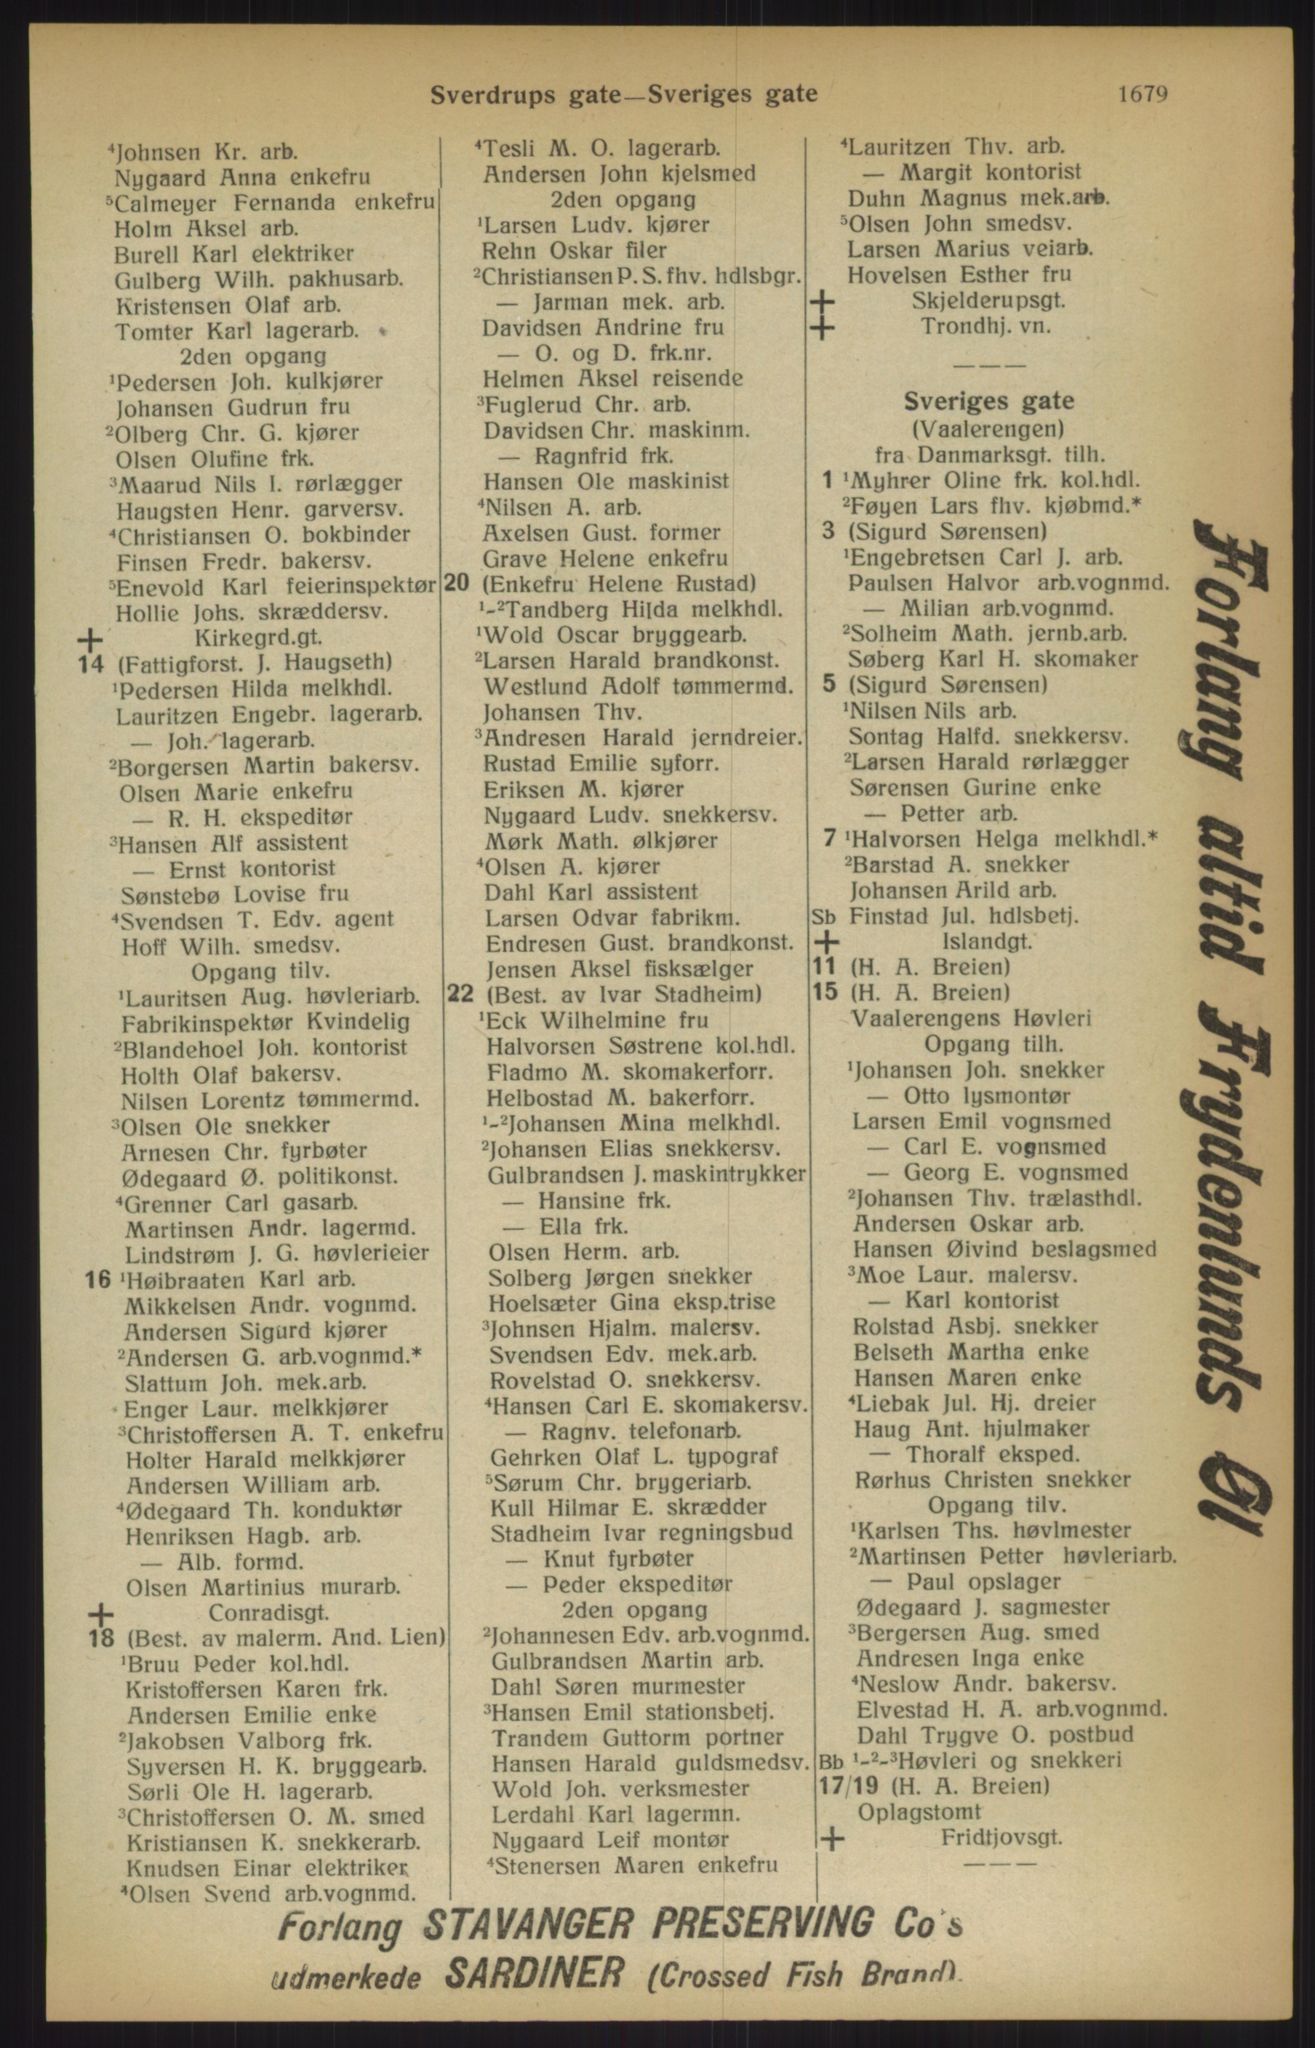 Sverdrups gate—Sveriges gate 1679
⁴Johnsen Kr. arb.
Nygaard Anna enkefru
⁵Calmeyer Fernanda enkefru
Holm Aksel arb.
Burell Karl elektriker
Gulberg Wilh. pakhusarb.
Kristensen Olaf arb.
Tomter Karl lagerarb.
2den opgang
¹Pedersen Joh. kulkjører
Johansen Gudrun fru
²Olberg Chr. G. kjører
Olsen Olufine frk.
³Maarud Nils I. rørlægger
Haugsten Henr. garversv.
⁴Christiansen O. bokbinder
Finsen Fredr. bakersv.
⁵Enevold Karl feierinspektør
Hollie Johs. skræddersv.
+ Kirkegrd.gt.
14 (Fattigforst. J. Haugseth)
¹Pedersen Hilda melkhdl.
Lauritzen Engebr. lagerarb.
— Joh. lagerarb.
²Borgersen Martin bakersv.
Olsen Marie enkefru
— R. H. ekspeditør
³Hansen Alf assistent
— Ernst kontorist
Sønstebø Lovise fru
⁴Svendsen T. Edv. agent
Hoff Wilh. smedsv.
Opgang tilv.
¹Lauritsen Aug. høvleriarb.
Fabrikinspektør Kvindelig
²Blandehoel Joh. kontorist
Holth Olaf bakersv.
Nilsen Lorentz tømmermd.
³Olsen Ole snekker
Arnesen Chr. fyrbøter
Ødegaard Ø. politikonst.
⁴Grenner Carl gasarb.
Martinsen Andr. lagermd.
Lindstrøm J. G. høvlerieier
16 ¹Høibraaten Karl arb.
Mikkelsen Andr. vognmd.
Andersen Sigurd kjører
²Andersen G. arb.vognmd.*
Slattum Joh. mek.arb.
Enger Laur. melkkjører
³Christoffersen A. T. enkefru
Holter Harald melkkjører
Andersen William arb.
⁴Ødegaard Th. konduktør
Henriksen Hagb. arb.
— Alb. formd.
Olsen Martinius murarb.
+ Conradisgt.
18 (Best. av malerm. And. Lien)
¹Bruu Peder kol.hdl.
Kristoffersen Karen frk.
Andersen Emilie enke
²Jakobsen Valborg frk.
Syversen H. K. bryggearb.
Sørli Ole H. lagerarb.
³Christoffersen O. M. smed
Kristiansen K. snekkerarb.
Knudsen Einar elektriker
⁴Olsen Svend arb.vognmd.
⁴Tesli M. O. lagerarb.
Andersen John kjelsmed
2den opgang
¹Larsen Ludv. kjører
Rehn Oskar filer
²Christiansen P. S. fhv. hdlsbgr.
— Jarman mek. arb.
Davidsen Andrine fru
— O. og D. frk.nr.
Helmen Aksel reisende
³Fuglerud Chr. arb.
Davidsen Chr. maskinm.
— Ragnfrid frk.
Hansen Ole maskinist
⁴Nilsen A. arb.
Axelsen Gust. former
Grave Helene enkefru
20 (Enkefru Helene Rustad)
¹-²Tandberg Hilda melkhdl.
¹Wold Oscar bryggearb.
²Larsen Harald brandkonst.
Westlund Adolf tømmermd.
Johansen Thv.
³Andresen Harald jerndreier.
Rustad Emilie syforr.
Eriksen M. kjører
Nygaard Ludv. snekkersv.
Mørk Math. ølkjører
⁴Olsen A. kjører
Dahl Karl assistent
Larsen Odvar fabrikm.
Endresen Gust. brandkonst.
Jensen Aksel fisksælger
22 (Best. av Ivar Stadheim)
¹Eck Wilhelmine fru
Halvorsen Søstrene kol.hdl.
Fladmo M. skomakerforr.
Helbostad M. bakerforr.
¹-²Johansen Mina melkhdl.
²Johansen Elias snekkersv.
Gulbrandsen J. maskintrykker
— Hansine frk.
— Ella frk.
Olsen Herm. arb.
Solberg Jørgen snekker
Hoelsæter Gina eksp.trise
³Johnsen Hjalm. malersv.
Svendsen Edv. mek.arb.
Rovelstad O. snekkersv.
⁴Hansen Carl E. skomakersv.
— Ragnv. telefonarb.
Gehrken Olaf L. typograf
⁵Sørum Chr. brygeriarb.
Kull Hilmar E. skrædder
Stadheim Ivar regningsbud
— Knut fyrbøter
— Peder ekspeditør
2den opgang
²Johannesen Edv. arb.vognmd.
Gulbrandsen Martin arb.
Dahl Søren murmester
³Hansen Emil stationsbetj.
Trandem Guttorm portner
Hansen Harald guldsmedsv.
Wold Joh. verksmester
Lerdahl Karl lagermn.
Nygaard Leif montør
⁴Stenersen Maren enkefru
⁴Lauritzen Thv. arb.
— Margit kontorist
Duhn Magnus mek.arb.
⁵Olsen John smedsv.
Larsen Marius veiarb.
Hovelsen Esther fru
+ Skjelderupsgt.
+ Trondhj. vn.
———
Sveriges gate
(Vaalerengen)
fra Danmarksgt. tilh.
1 ¹Myhrer Oline frk. kol.hdl.
²Føyen Lars fhv. kjøbmd.*
3 (Sigurd Sørensen)
¹Engebretsen Carl J. arb.
Paulsen Halvor arb.vognmd.
— Milian arb.vognmd.
²Solheim Math. jernb.arb.
Søberg Karl H. skomaker
5 (Sigurd Sørensen)
¹Nilsen Nils arb.
Sontag Halfd. snekkersv.
²Larsen Harald rørlægger
Sørensen Gurine enke
— Petter arb.
7 ¹Halvorsen Helga melkhdl.*
²Barstad A. snekker
Johansen Arild arb.
Sb Finstad Jul. hdlsbetj.
+ Islandgt.
11 (H. A. Breien)
15 (H. A. Breien)
Vaalerengens Høvleri
Opgang tilh.
¹Johansen Joh. snekker
— Otto lysmontør
Larsen Emil vognsmed
— Carl E. vognsmed
— Georg E. vognsmed
²Johansen Thv. trælasthdl.
Andersen Oskar arb.
Hansen Øivind beslagsmed
³Moe Laur. malersv.
— Karl kontorist
Rolstad Asbj. snekker
Belseth Martha enke
Hansen Maren enke
⁴Liebak Jul. Hj. dreier
Haug Ant. hjulmaker
— Thoralf eksped.
Rørhus Christen snekker
Opgang tilv.
¹Karlsen Ths. høvlmester
²Martinsen Petter høvleriarb.
— Paul opslager
Ødegaard J. sagmester
³Bergersen Aug. smed
Andresen Inga enke
⁴Neslow Andr. bakersv.
Elvestad H. A. arb.vognmd.
Dahl Trygve O. postbud
Bb ¹-²-³Høvleri og snekkeri
17/19 (H. A. Breien)
Oplagstomt
+ Fridtjovsgt.
———
Forlang altid Frydenlunds Øl
Forlang STAVANGER PRESERVING Co's
udmerkede SARDINER (Crossed Fish Brand).